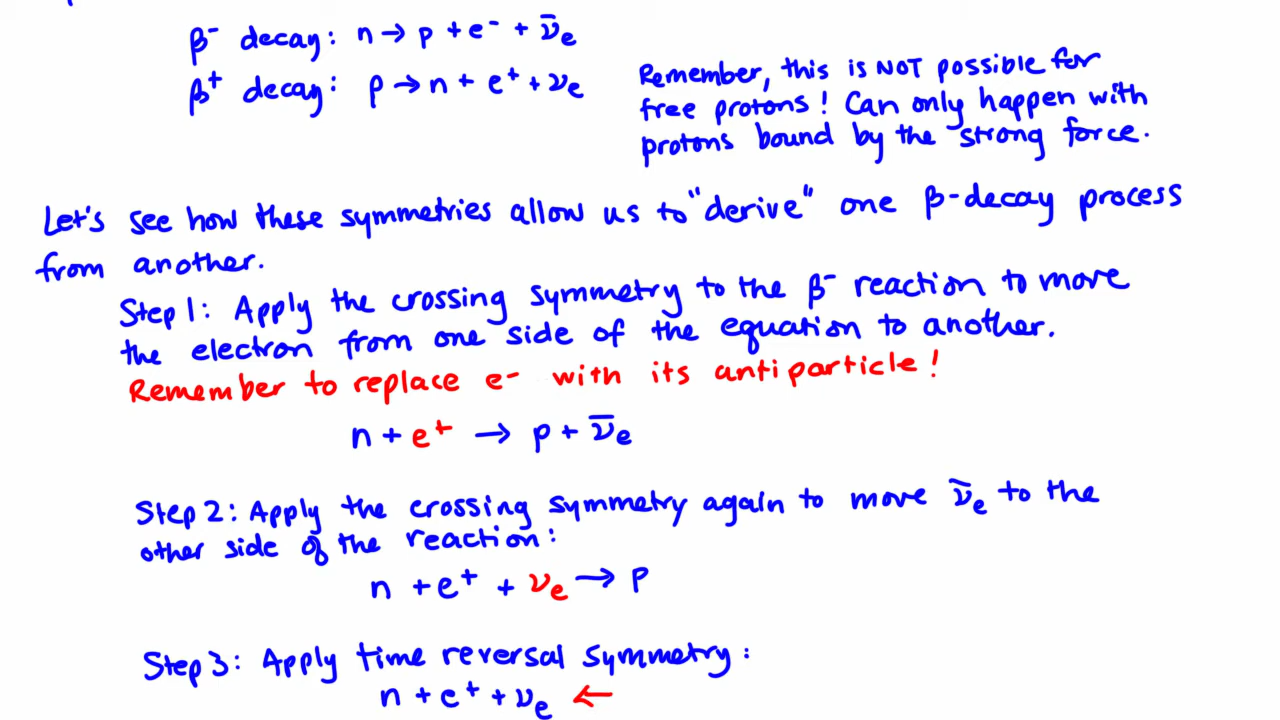 β⁻ decay: n → p + e⁻ + ν̄ₑ
β⁺ decay: p → n + e⁺ + νₑ
Remember, this is NOT possible for
free protons! Can only happen with
protons bound by the strong force.
Let's see how these symmetries allow us to "derive" one β-decay process
from another.
Step 1: Apply the crossing symmetry to the β⁻ reaction to move
the electron from one side of the equation to another.
Remember to replace e⁻ with its antiparticle!
n + e⁺ → p + ν̄ₑ
Step 2: Apply the crossing symmetry again to move ν̄ₑ to the
other side of the reaction:
n + e⁺ + νₑ → p
Step 3: Apply time reversal symmetry:
n + e⁺ + νₑ ←